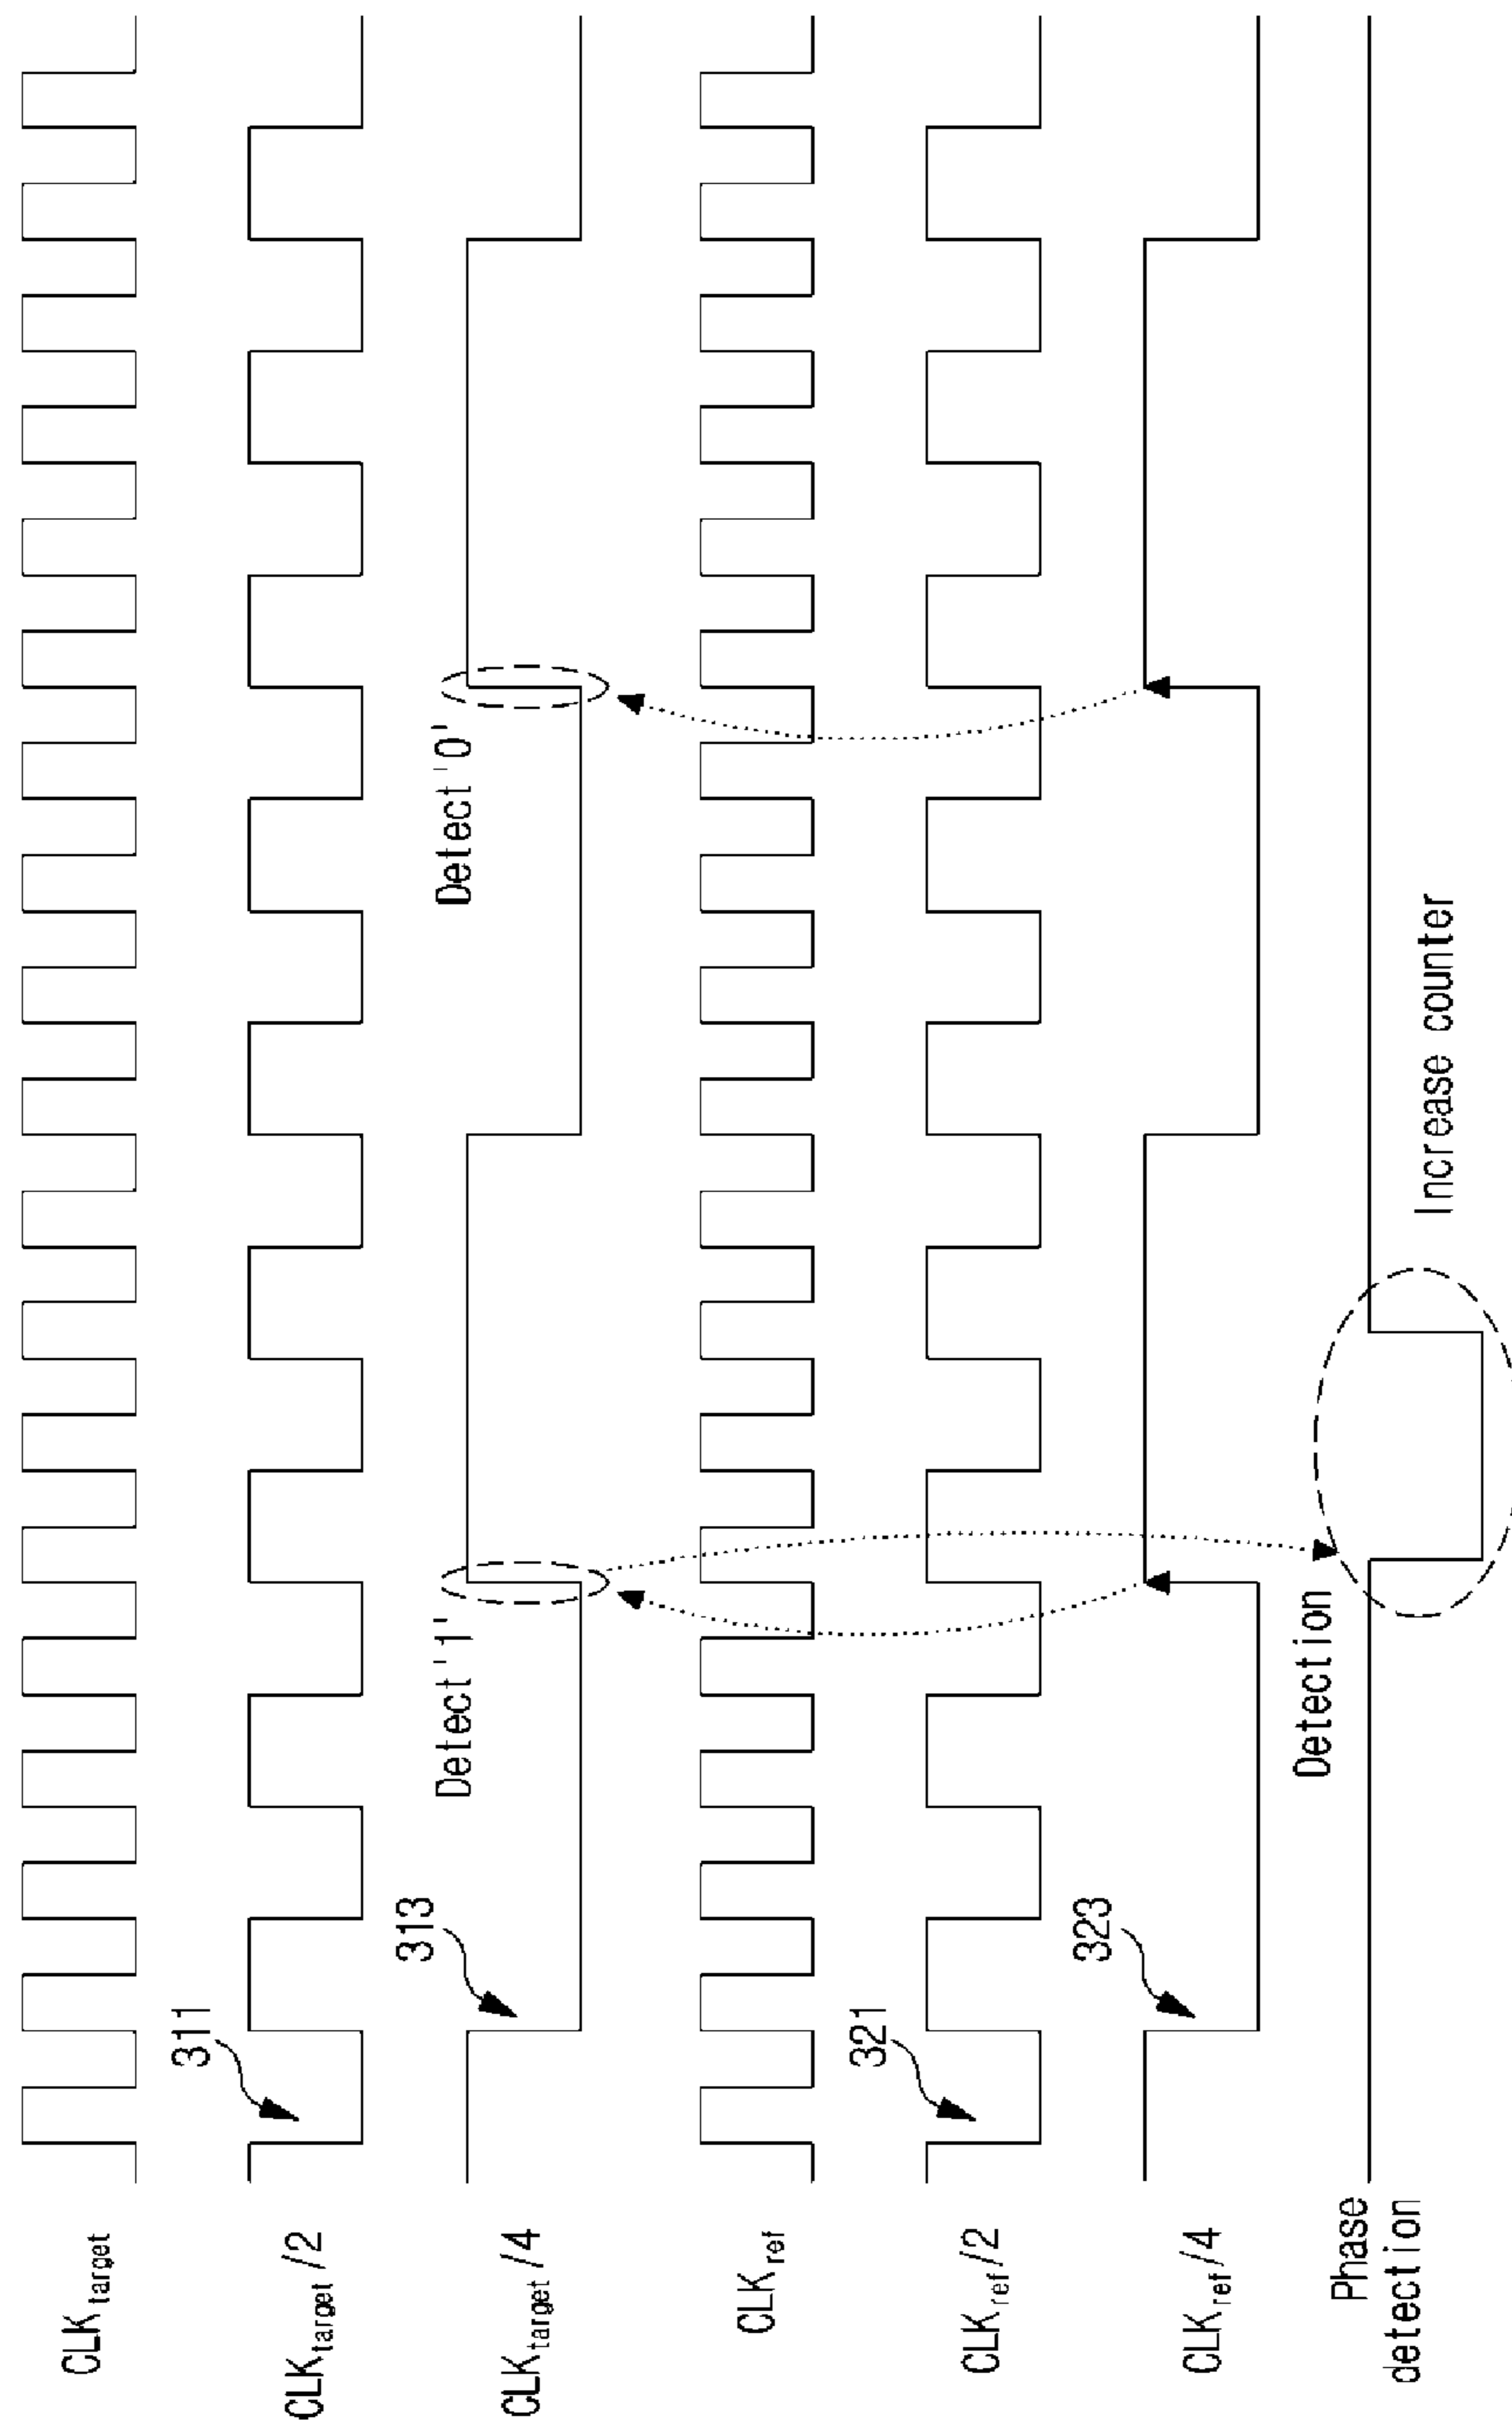 CLKtarget
311
CLKtarget/2
313
Detect'1'
Detect'0'
CLKtarget/4
CLKref
321
CLKref/2
323
CLKref/4
Detection
Phase
detection
Increase counter